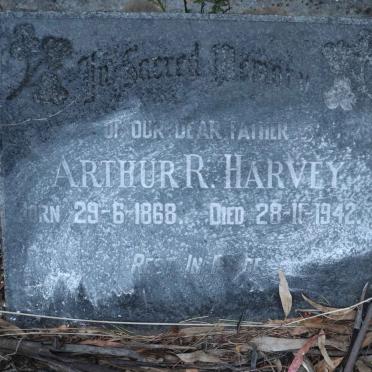 In Sacred Memory
OF OUR DEAR FATHER
ARTHUR R. HARVEY.
BORN 29-6-1868. DIED 28-11-1942.
REST IN PEACE